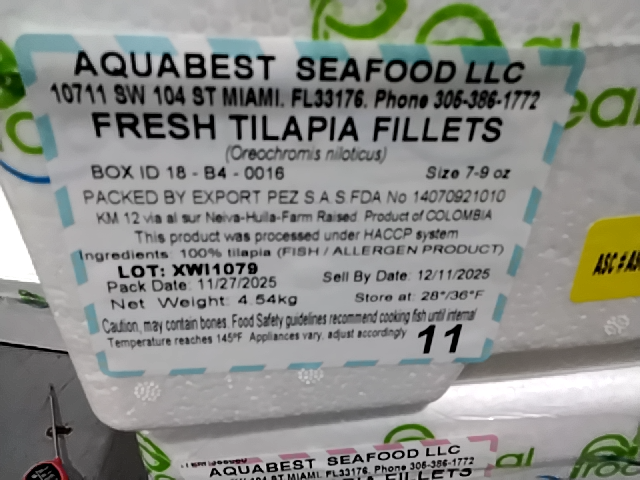 AQUABEST SEAFOOD LLC
10711 SW 104 ST MIAMI. FL33176. Phone 305-386-1772
FRESH TILAPIA FILLETS
(Oreochromis niloticus)
BOX ID 18 - B4 - 0016 Size 7-9 oz
PACKED BY EXPORT PEZ S.A.S.FDA No 14070921010
KM 12 via al sur Neiva-Huila-Farm Raised. Product of COLOMBIA
This product was processed under HACCP system
Ingredients: 100% tilapia (FISH / ALLERGEN PRODUCT)
LOT: XWI1079
Pack Date: 11/27/2025 Sell By Date: 12/11/2025
Net Weight: 4.54kg Store at: 28°/36°F
Caution, may contain bones. Food Safety guidelines recommend cooking fish until internal
Temperature reaches 145ºF Appliances vary, adjust accordingly
11
ASC #
AQUABEST SEAFOOD LLC
10711 SW 104 ST MIAMI. FL33176. Phone 305-386-1772